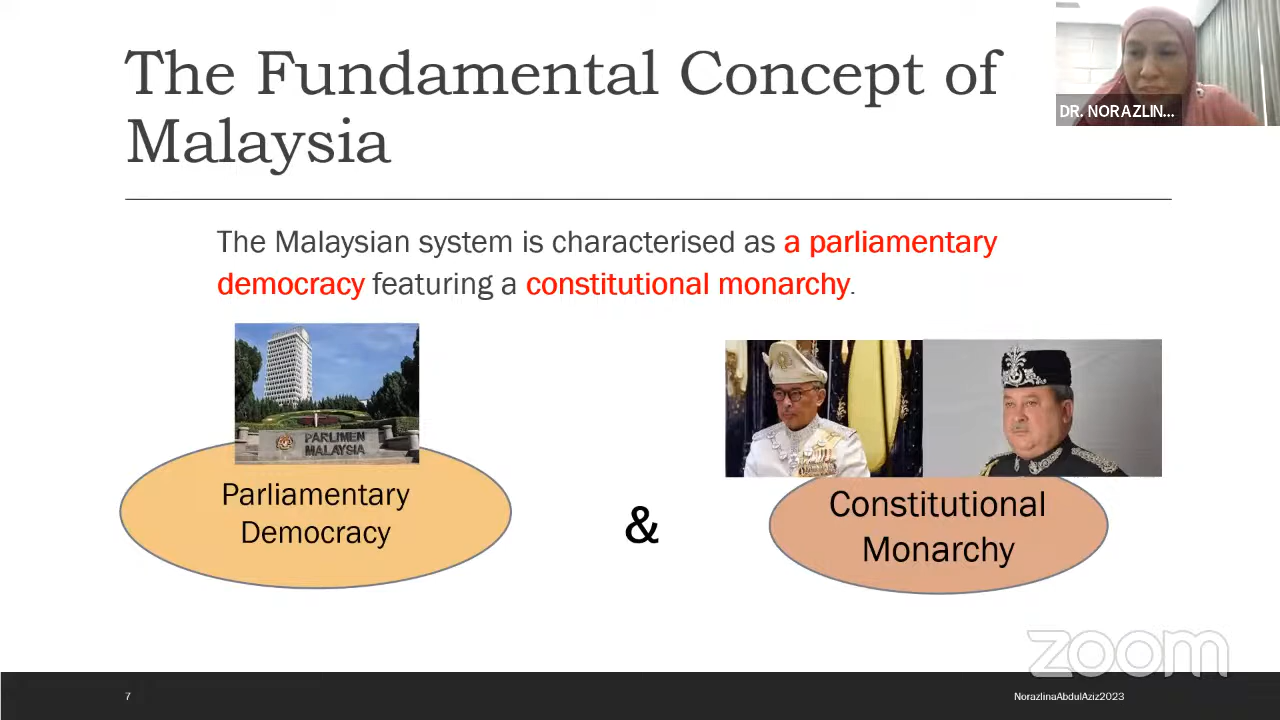 The Fundamental Concept of
Malaysia
DR. NORAZLIN...
The Malaysian system is characterised as a parliamentary
democracy featuring a constitutional monarchy.
PARLIMEN
MALAYSIA
Parliamentary
Democracy
&
Constitutional
Monarchy
zoom
7
NorazlinaAbdulAziz2023